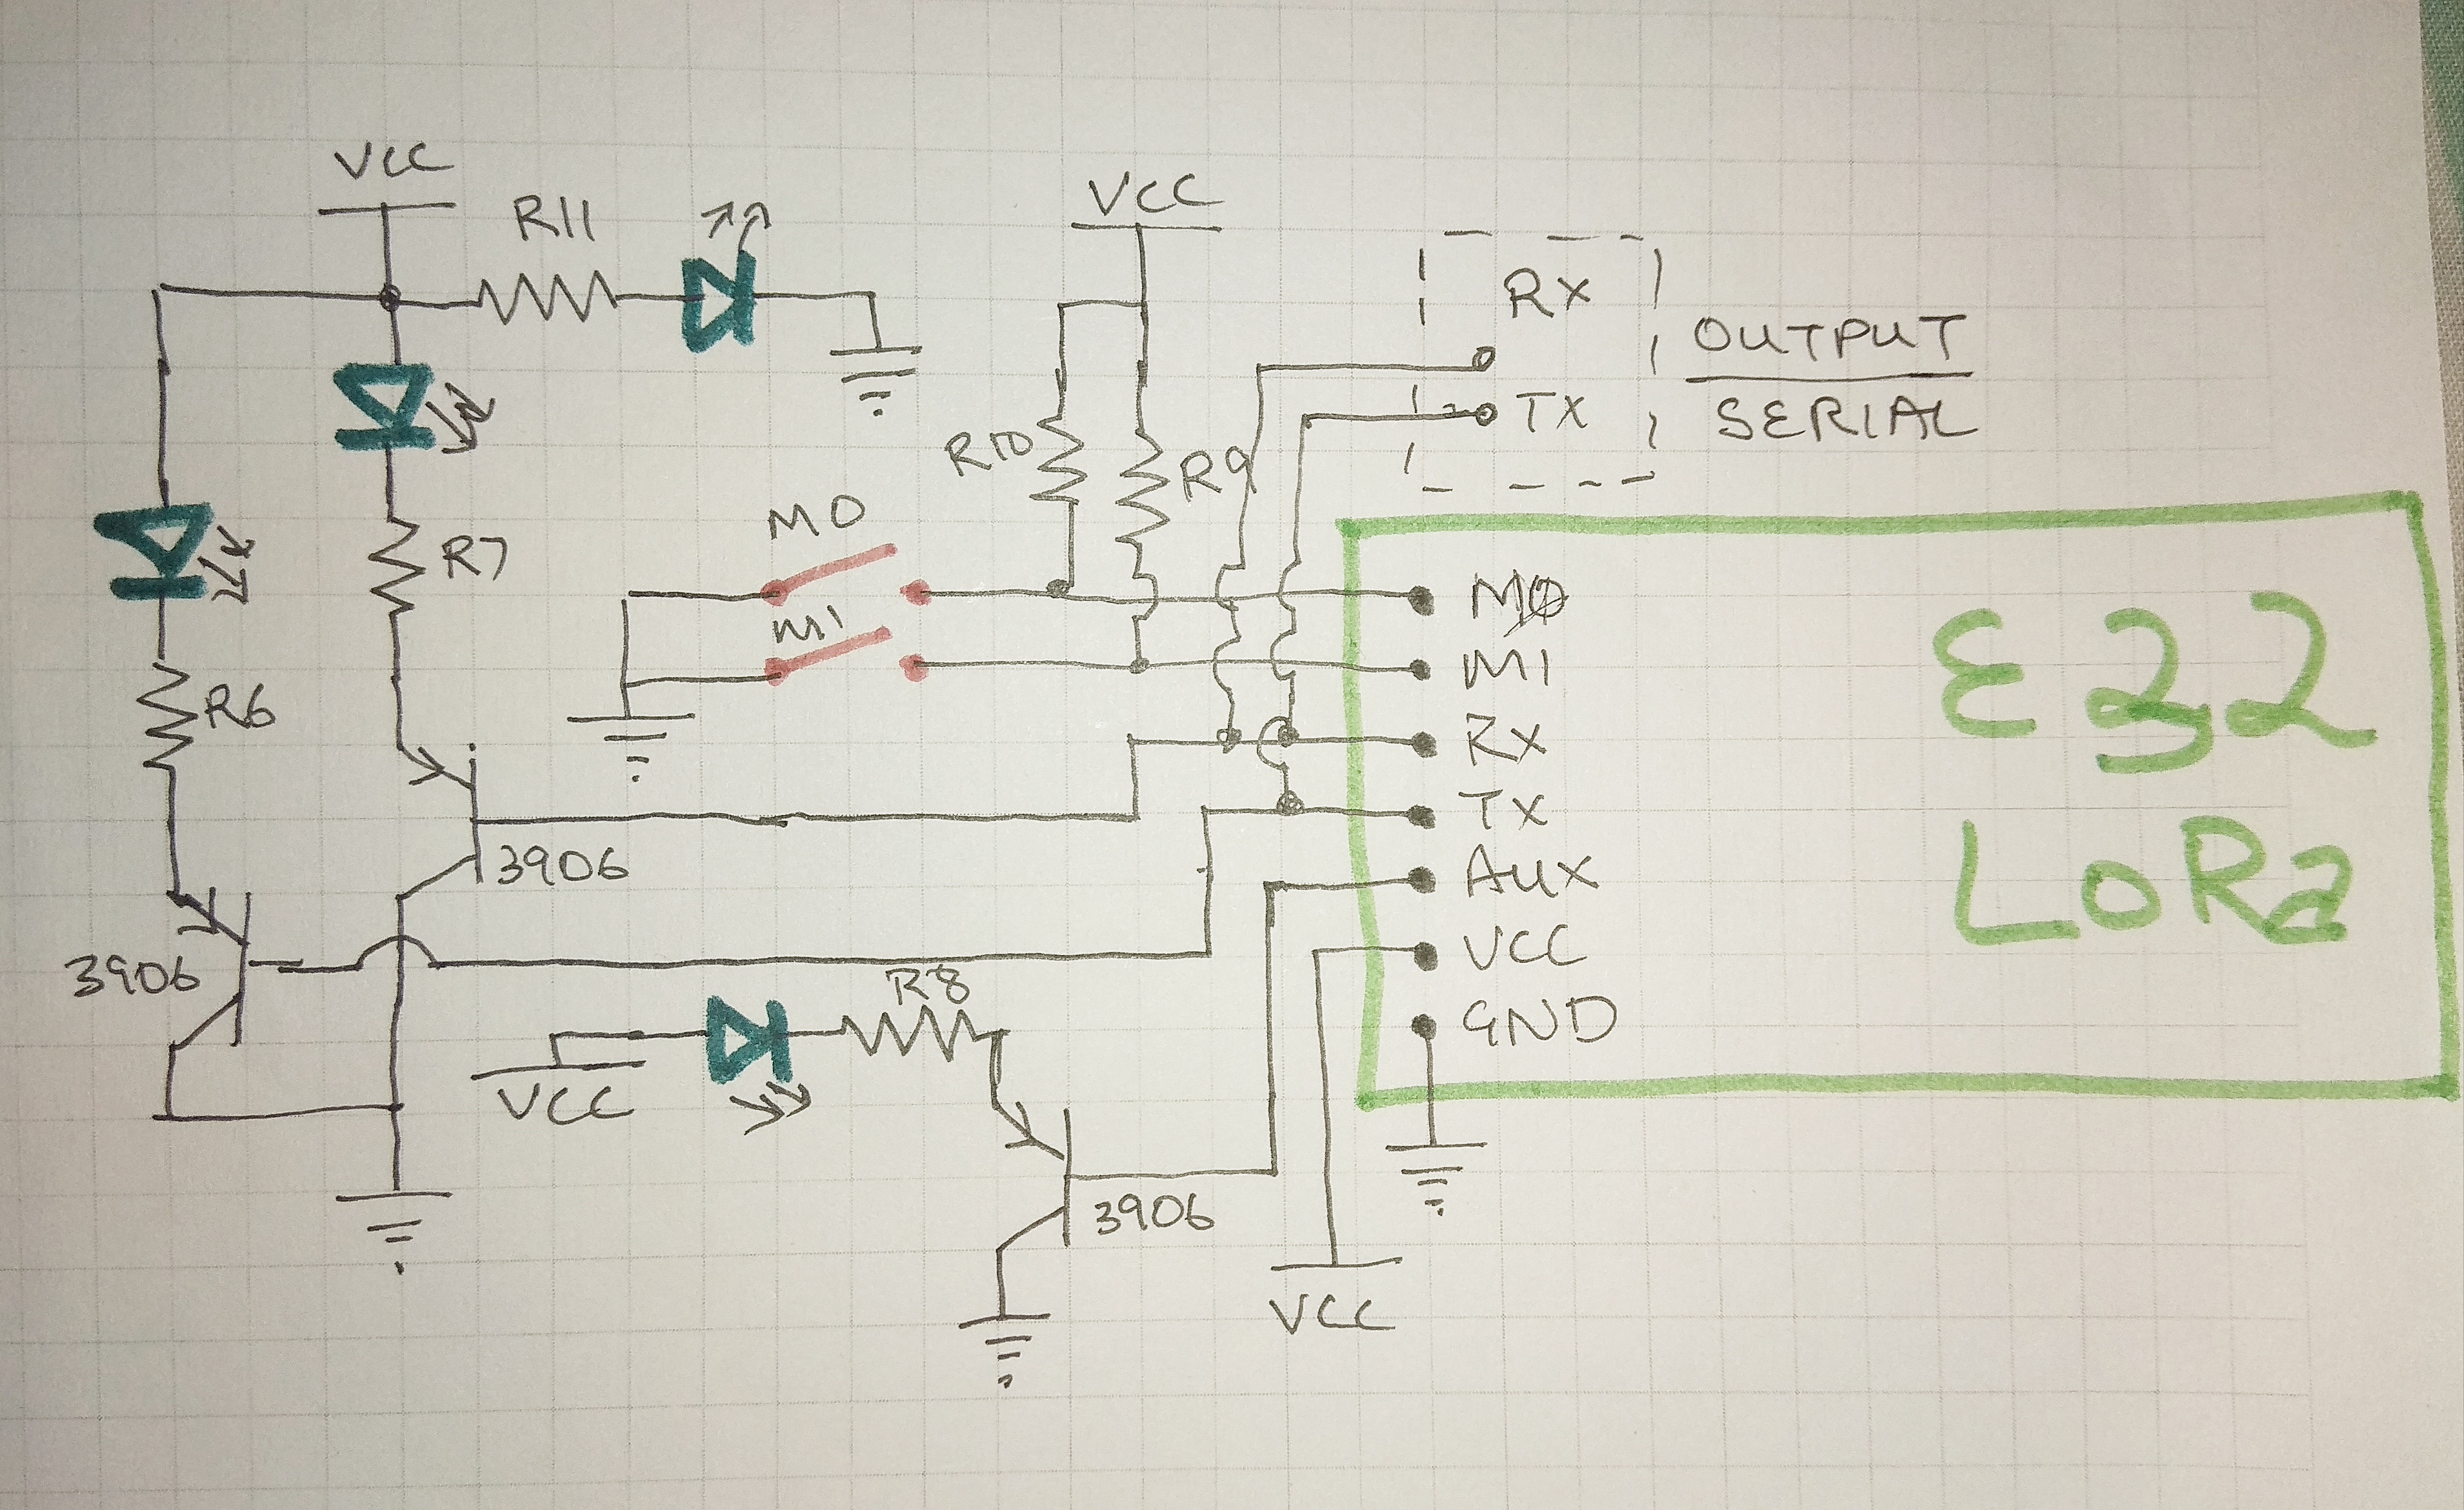 VCC
R11
VCC
RX
OUTPUT
TX
SERIAL
R10
R9
M0
R7
M1
M0
M1
E32
R6
RX
TX
3906
AUX
LoRa
3906
VCC
R8
GND
VCC
3906
VCC